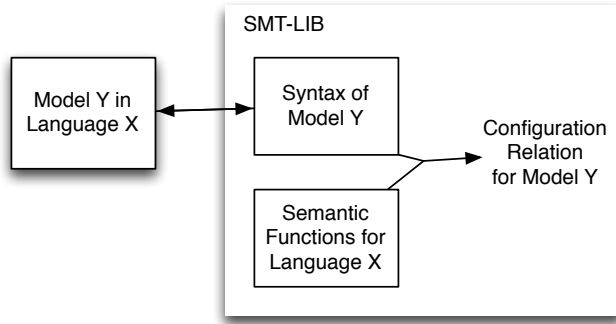 SMT-LIB
Model Y in
Language X
Syntax of
Model Y
Configuration
Relation
for Model Y
Semantic
Functions for
Language X